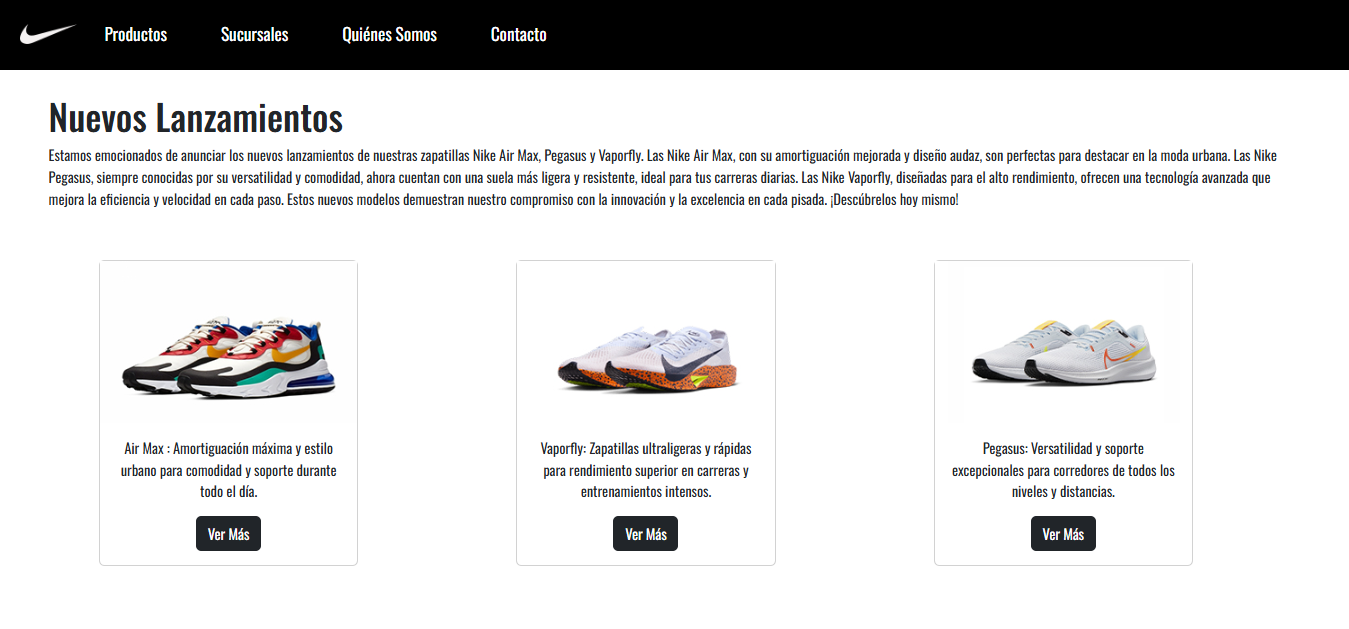 Productos Sucursales Quiénes Somos Contacto
Nuevos Lanzamientos
Estamos emocionados de anunciar los nuevos lanzamientos de nuestras zapatillas Nike Air Max, Pegasus y Vaporfly. Las Nike Air Max, con su amortiguación mejorada y diseño audaz, son perfectas para destacar en la moda urbana. Las Nike
Pegasus, siempre conocidas por su versatilidad y comodidad, ahora cuentan con una suela más ligera y resistente, ideal para tus carreras diarias. Las Nike Vaporfly, diseñadas para el alto rendimiento, ofrecen una tecnología avanzada que
mejora la eficiencia y velocidad en cada paso. Estos nuevos modelos demuestran nuestro compromiso con la innovación y la excelencia en cada pisada. ¡Descúbrelos hoy mismo!
Air Max : Amortiguación máxima y estilo
urbano para comodidad y soporte durante
todo el día.
Ver Más
Vaporfly: Zapatillas ultraligeras y rápidas
para rendimiento superior en carreras y
entrenamientos intensos.
Ver Más
Pegasus: Versatilidad y soporte
excepcionales para corredores de todos los
niveles y distancias.
Ver Más